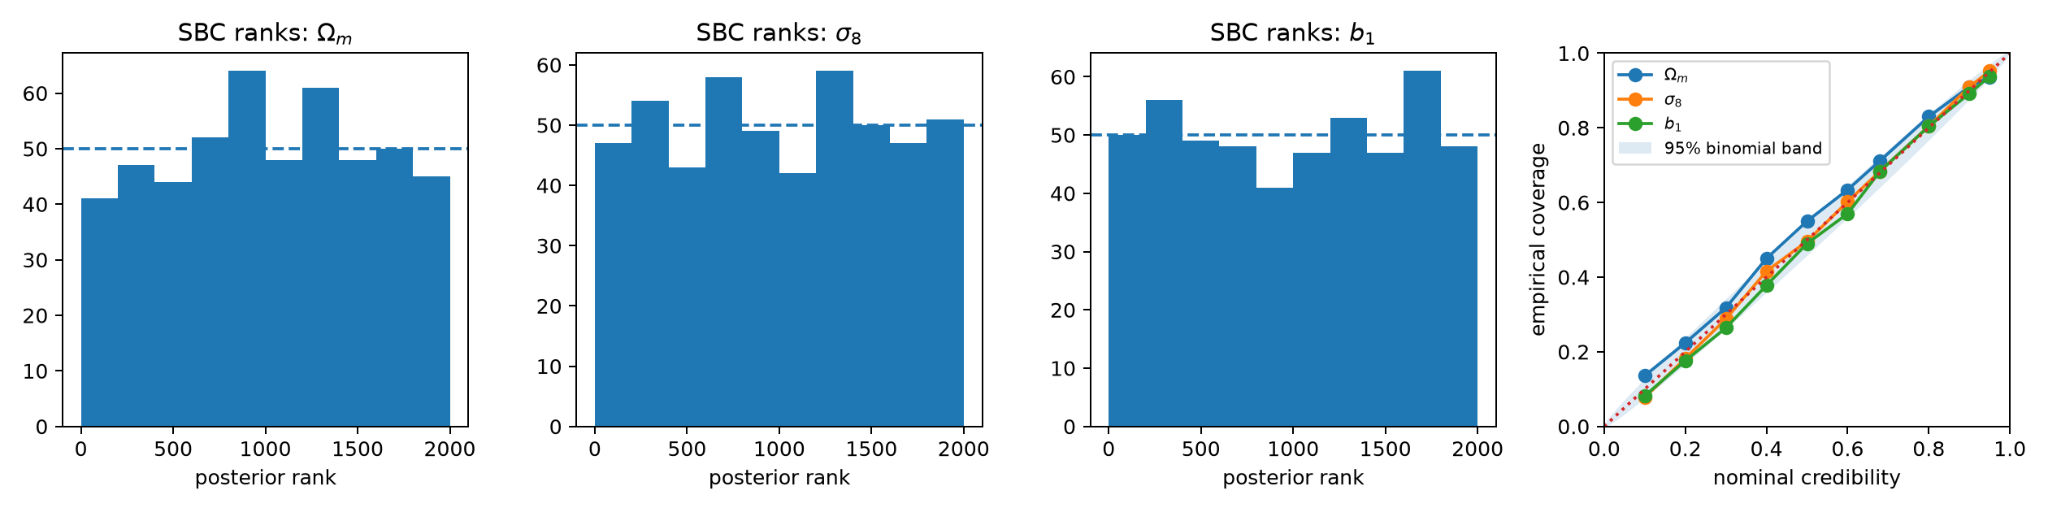 SBC ranks: Ωm
60
50
40
30
20
10
0
0 500 1000 1500 2000
posterior rank
SBC ranks: σ8
60
50
40
30
20
10
0
0 500 1000 1500 2000
posterior rank
SBC ranks: b1
60
50
40
30
20
10
0
0 500 1000 1500 2000
posterior rank
empirical coverage
1.0
0.8
0.6
0.4
0.2
0.0
Ωm
σ8
b1
95% binomial band
0.0 0.2 0.4 0.6 0.8 1.0
nominal credibility